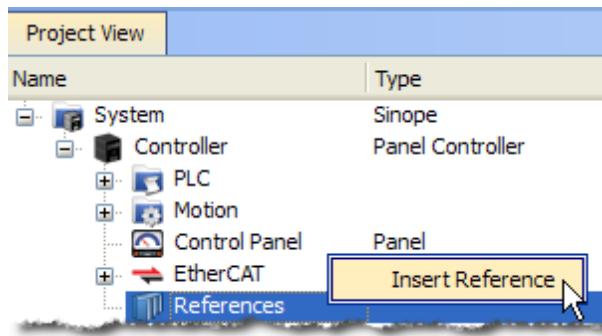 Project View
Name Type
System Sinope
Controller Panel Controller
PLC
Motion
Control Panel Panel
EtherCAT
Insert Reference
References